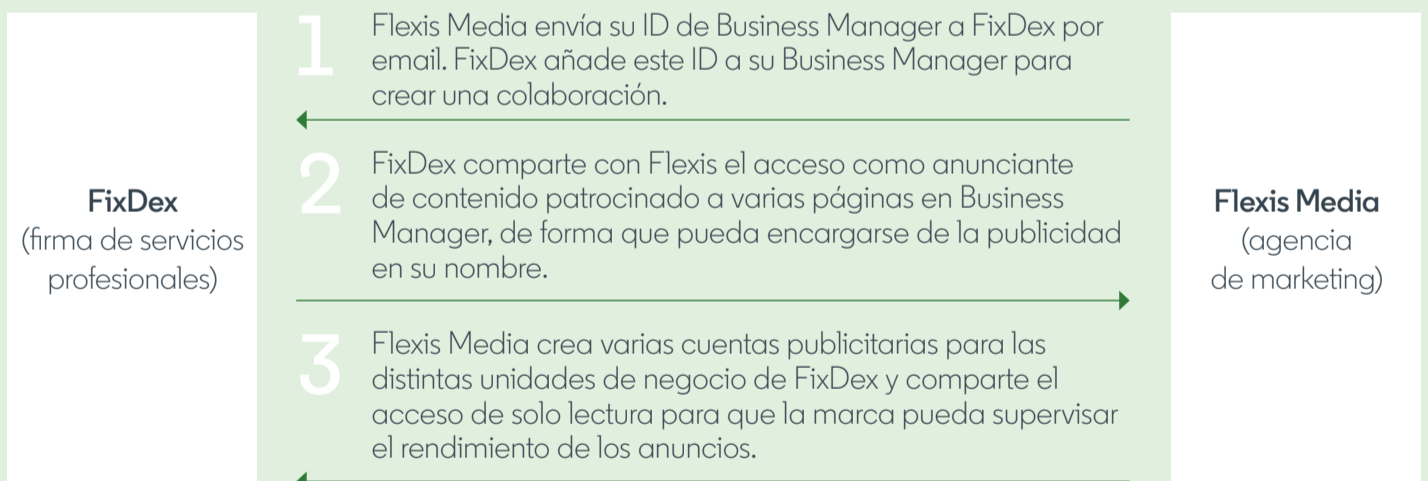 FixDex
(firma de servicios
profesionales)
1
Flexis Media envía su ID de Business Manager a FixDex por
email. FixDex añade este ID a su Business Manager para
crear una colaboración.
2
FixDex comparte con Flexis el acceso como anunciante
de contenido patrocinado a varias páginas en Business
Manager, de forma que pueda encargarse de la publicidad
en su nombre.
3
Flexis Media crea varias cuentas publicitarias para las
distintas unidades de negocio de FixDex y comparte el
acceso de solo lectura para que la marca pueda supervisar
el rendimiento de los anuncios.
Flexis Media
(agencia
de marketing)